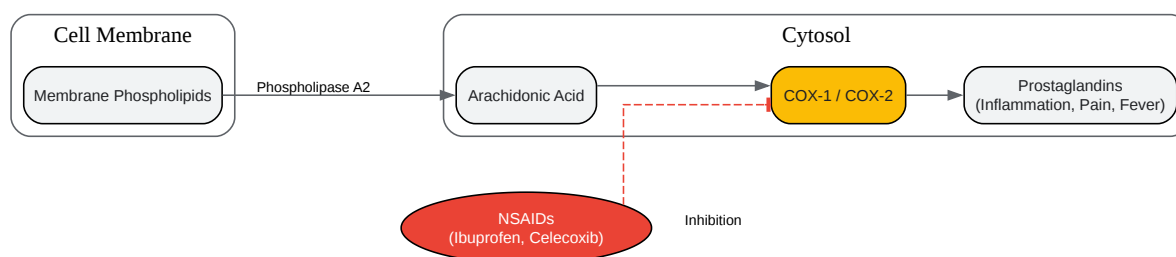 Cell Membrane
Cytosol
Membrane Phospholipids
Phospholipase A2
Arachidonic Acid
COX-1 / COX-2
Prostaglandins
(Inflammation, Pain, Fever)
NSAIDs
(Ibuprofen, Celecoxib)
Inhibition